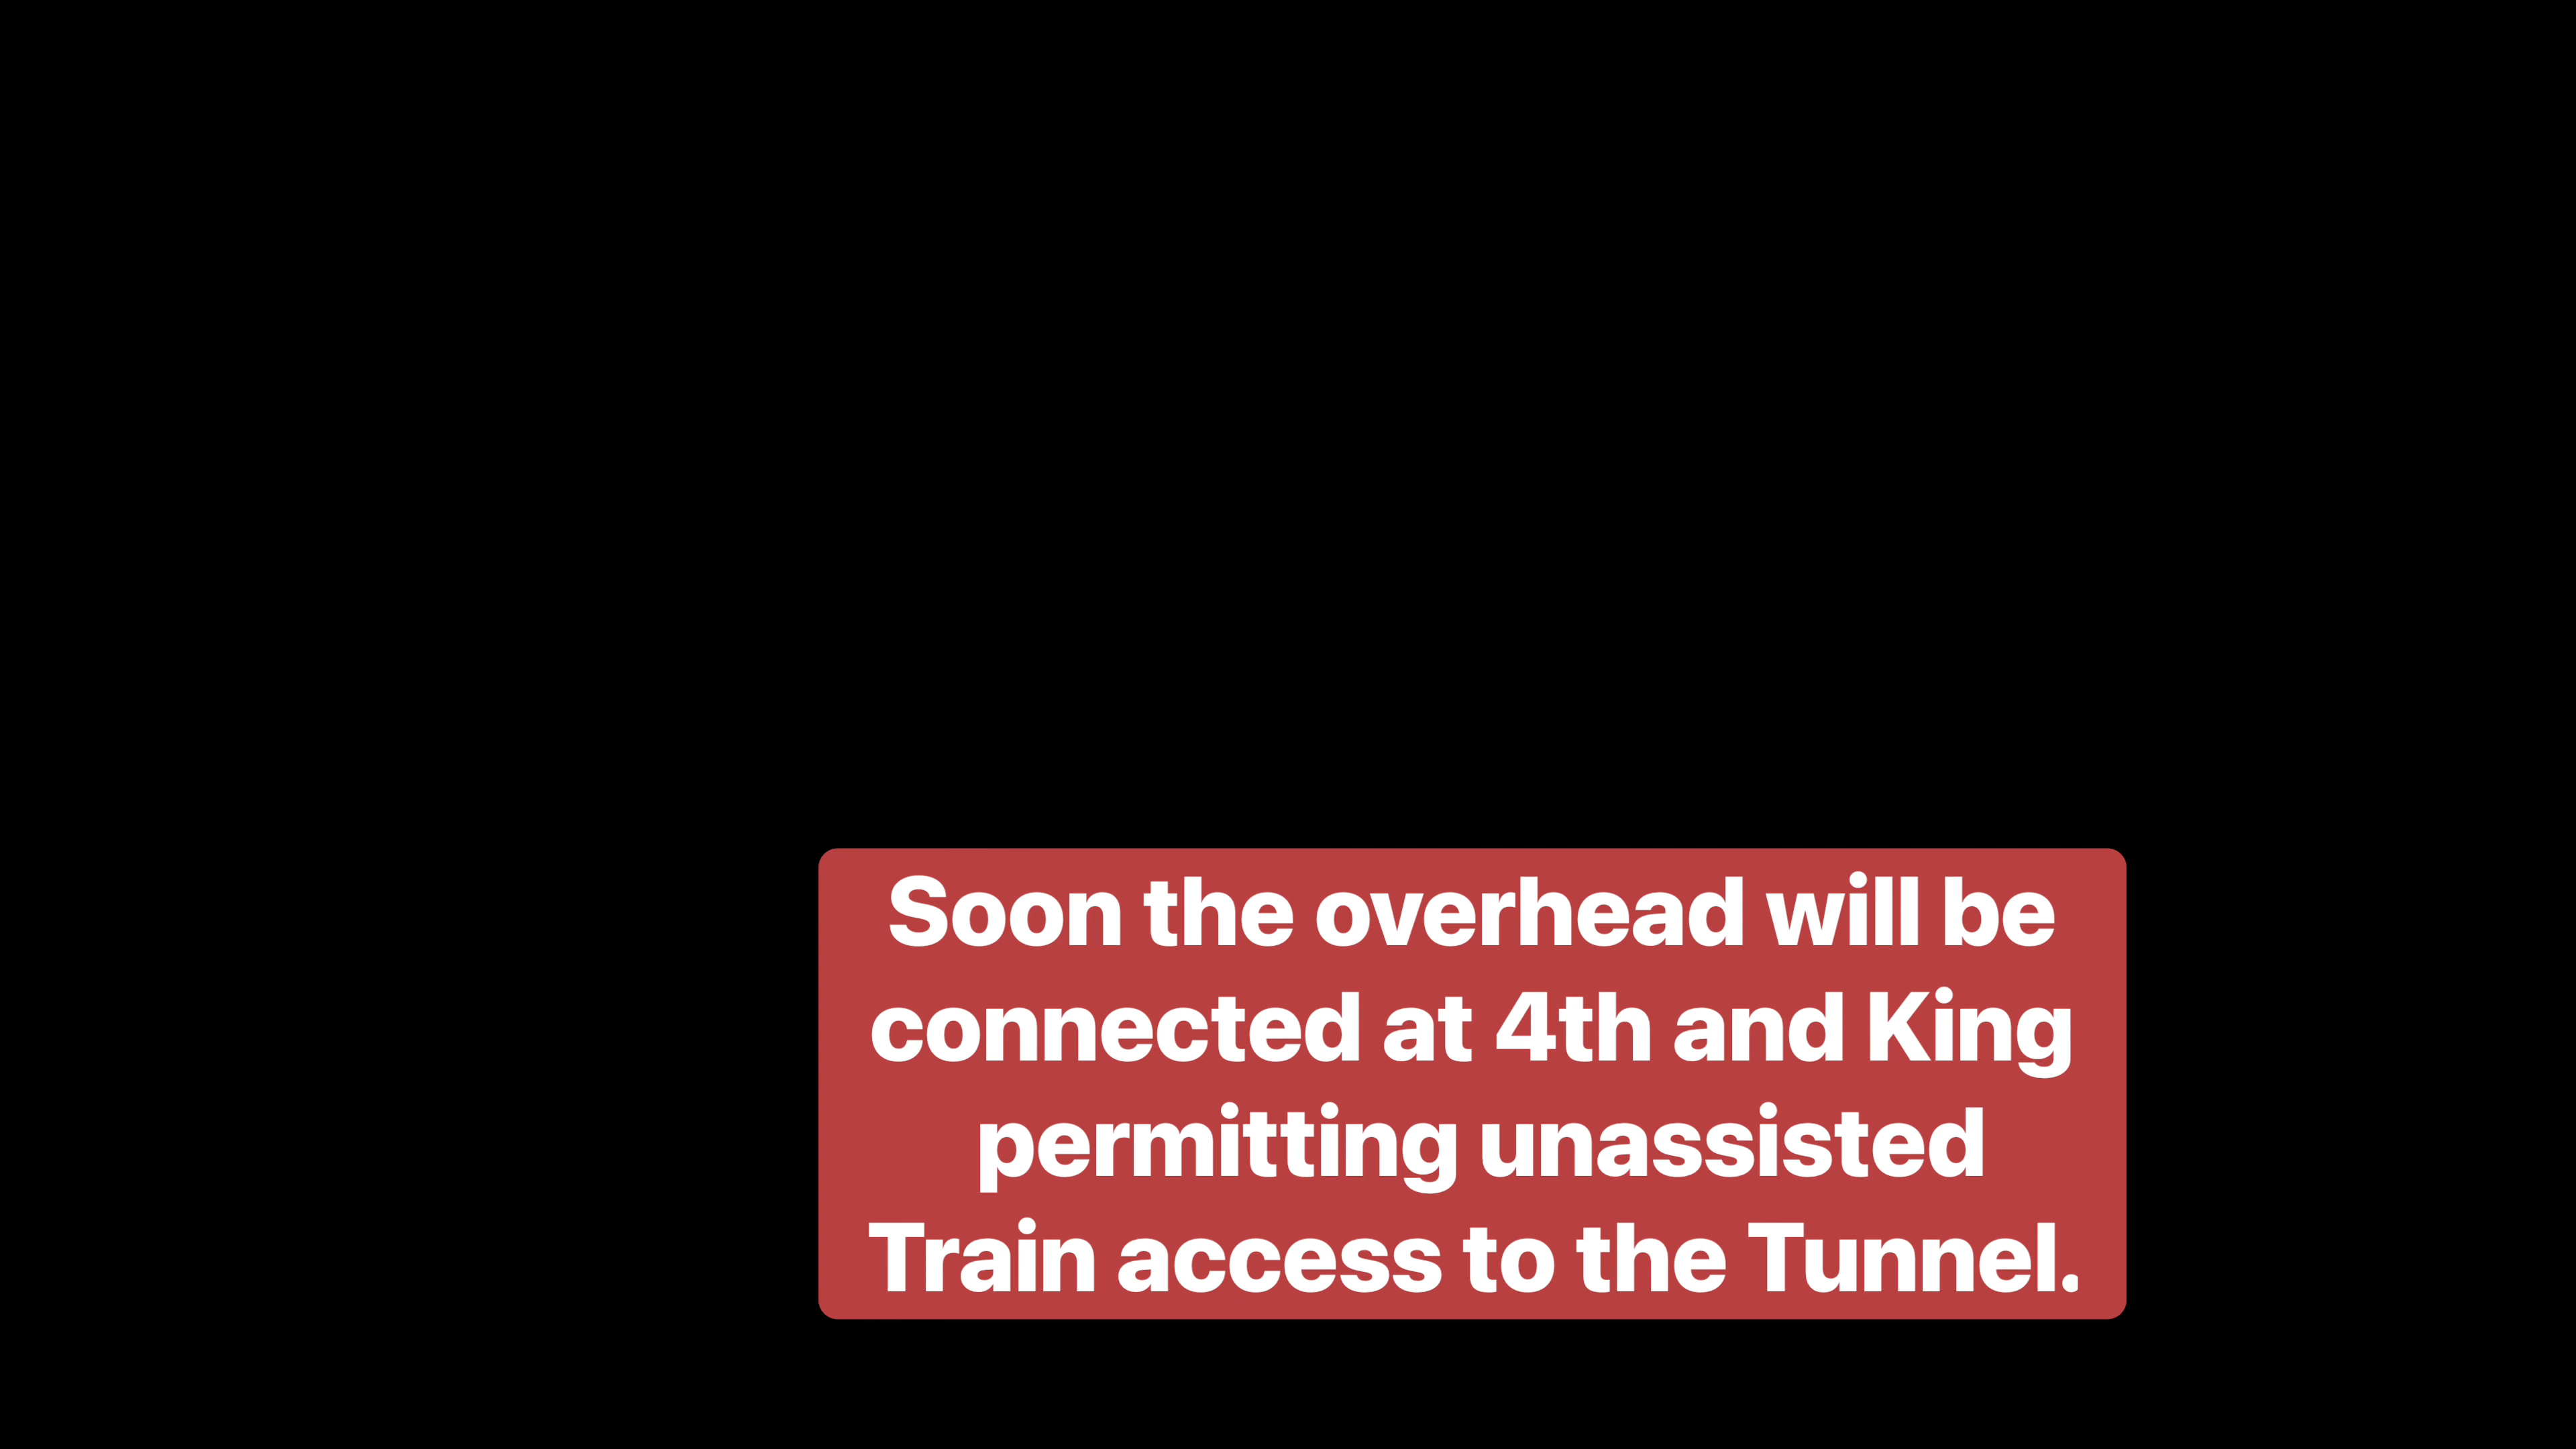 Soon the overhead will be
connected at 4th and King
permitting unassisted
Train access to the Tunnel.